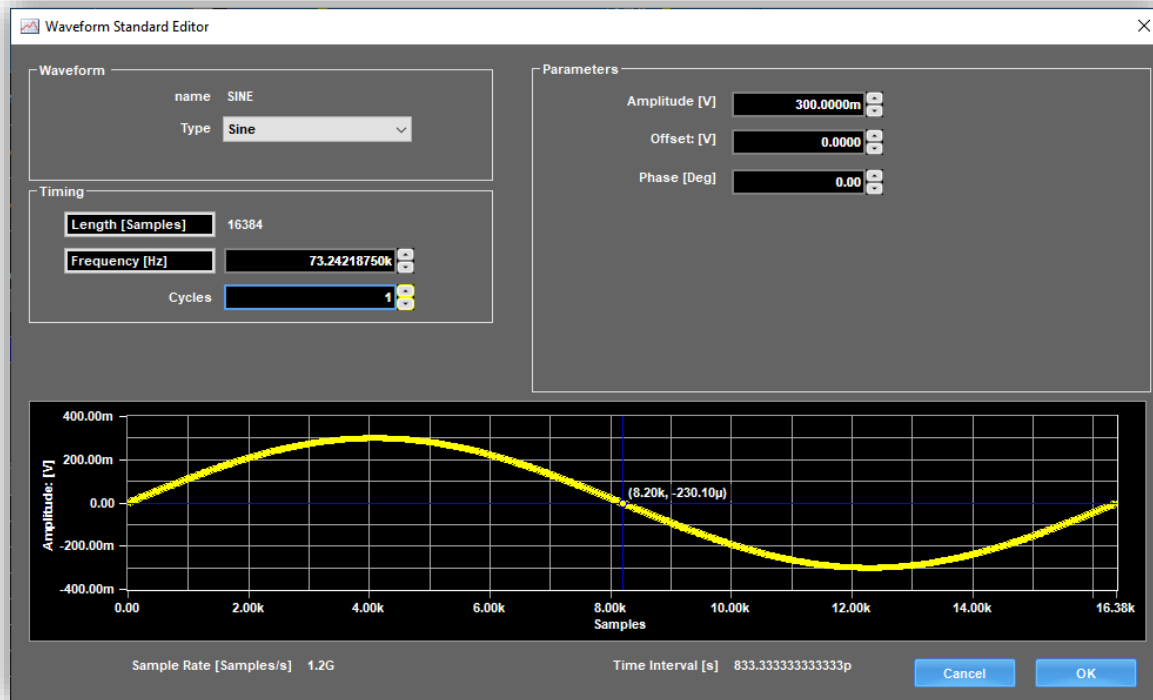 Waveform Standard Editor
Waveform
name SINE
Type Sine
Timing
Length [Samples] 16384
Frequency [Hz] 73.24218750k
Cycles 1
Parameters
Amplitude [V] 300.0000m
Offset: [V] 0.0000
Phase [Deg] 0.00
400.00m
200.00m
0.00
-200.00m
-400.00m
Amplitude: [V]
(8.20k, -230.10µ)
0.00 2.00k 4.00k 6.00k 8.00k 10.00k 12.00k 14.00k 16.38k
Samples
Sample Rate [Samples/s] 1.2G
Time Interval [s] 833.333333333333p
Cancel OK